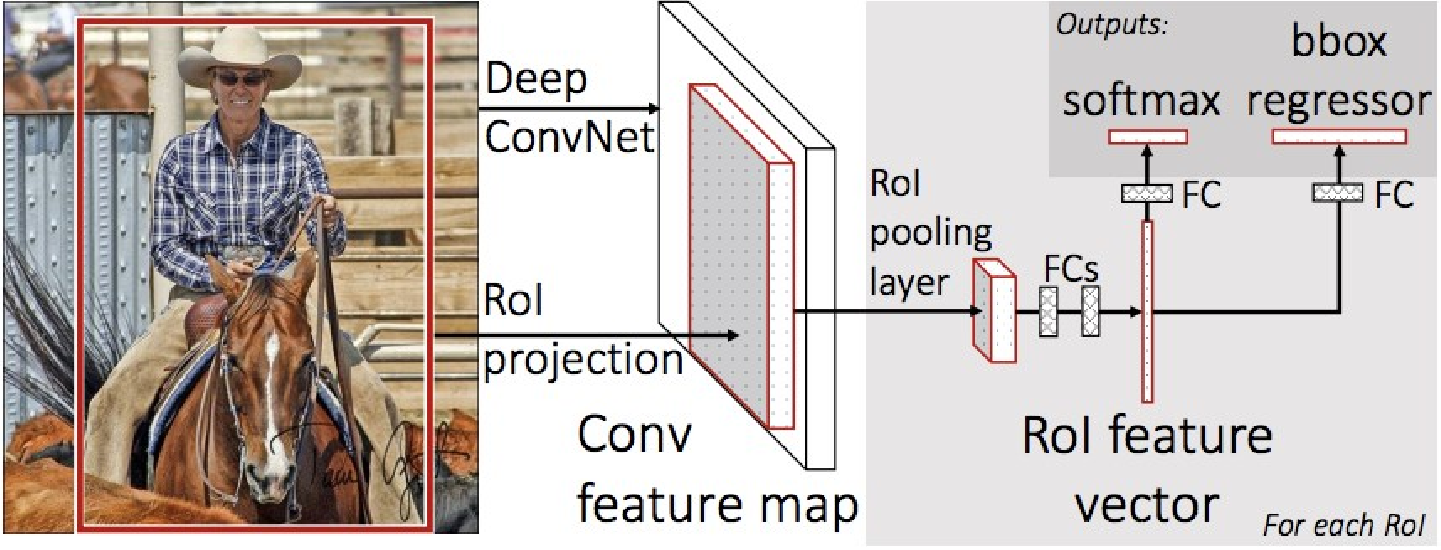 Deep
ConvNet
RoI
projection
Conv
feature map
RoI
pooling
layer
FCs
RoI feature
vector
For each RoI
Outputs:
softmax
bbox
regressor
FC
FC